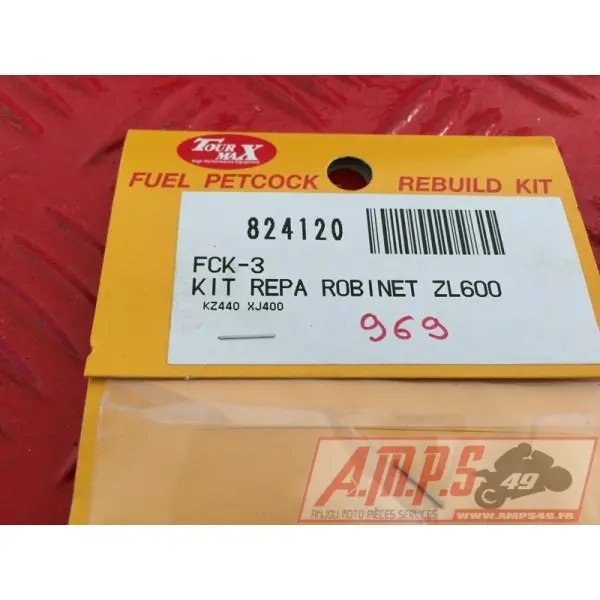 TOUR MAX
High Performance Equipment
FUEL PETCOCK REBUILD KIT
824120
FCK-3
KIT REPA ROBINET ZL600
KZ440 XJ400
969
A.M.P.S 49
ANJOU MOTO PIÈCES SERVICES
WWW.AMPS49.FR